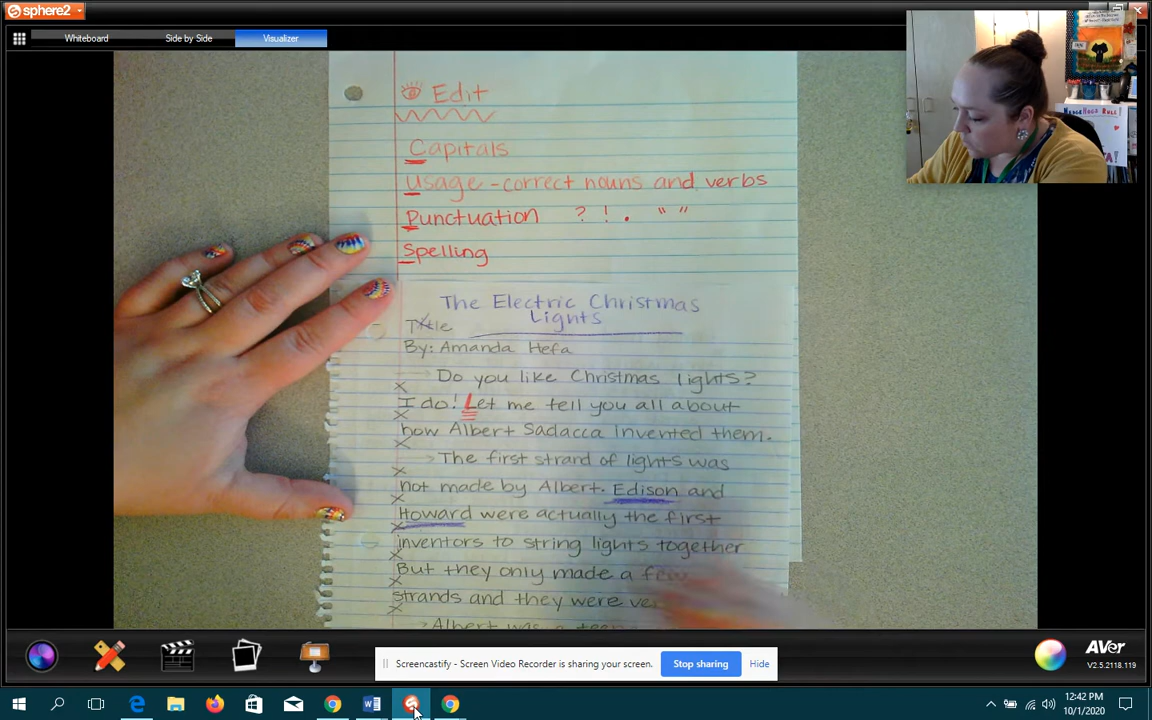 sphere2
Whiteboard
Side by Side
Visualizer
Edit
Capitals
Usage - correct nouns and verbs
Punctuation ? ! . " "
Spelling
The Electric Christmas
Lights
Title
By: Amanda Hefa
Do you like Christmas lights?
I do! Let me tell you all about
how Albert Sadacca invented them.
The first strand of lights was
not made by Albert. Edison and
Howard were actually the first
inventors to string lights together
But they only made a few
strands and they were
Albert was a
Screencastify - Screen Video Recorder is sharing your screen.
Stop sharing
Hide
AVer
V2.5.2118.119
12:42 PM
10/1/2020